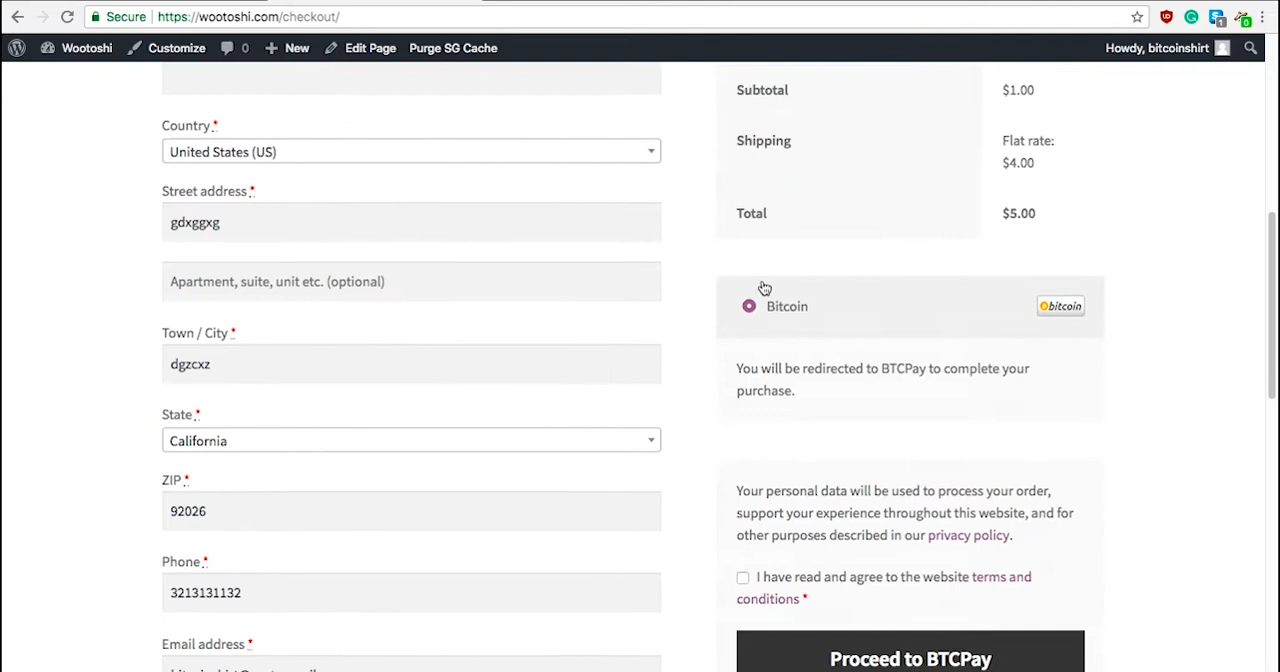 Secure https://wootoshi.com/checkout/
Wootoshi Customize 0 New Edit Page Purge SG Cache Howdy, bitcoinshirt
Subtotal $1.00
Country *
Shipping Flat rate:
$4.00
United States (US)
Street address *
Total $5.00
gdxggxg
Apartment, suite, unit etc. (optional)
Bitcoin bitcoin
Town / City *
dgzcxz
You will be redirected to BTCPay to complete your
purchase.
State *
California
ZIP *
92026
Your personal data will be used to process your order,
support your experience throughout this website, and for
other purposes described in our privacy policy.
Phone *
3213131132
I have read and agree to the website terms and
conditions *
Email address *
Proceed to BTCPay